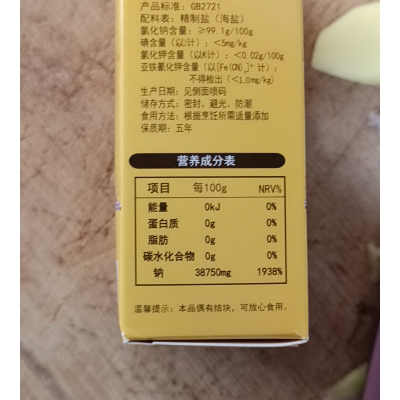 产品标准：GB2721
配料表：精制盐（海盐）
氯化钠含量：≥99.1g/100g
碘含量（以I计）：<5mg/kg
氯化钾含量（以K计）：<0.02g/100g
亚铁氰化钾含量（以[Fe(CN)₆]⁴⁻计）：
不得检出（<1.0mg/kg）
生产日期：见侧面喷码
储存方式：密封、避光、防潮
食用方法：根据烹饪所需适量添加
保质期：五年
营养成分表
项目 每100g NRV%
能量 0kJ 0%
蛋白质 0g 0%
脂肪 0g 0%
碳水化合物 0g 0%
钠 38750mg 1938%
温馨提示：本品偶有结块，可放心食用。